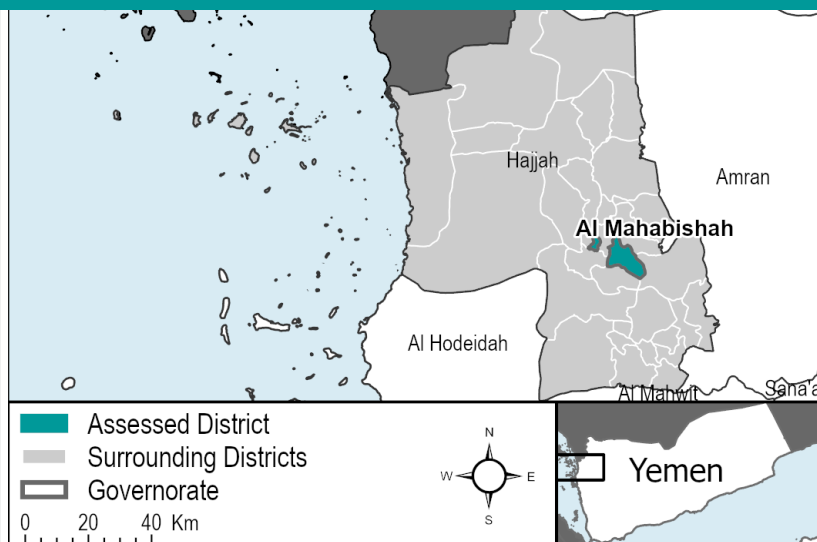 Hajjah
Amran
Al Mahabishah
Al Hodeidah
Al Mahwit
Sana'a
Assessed District
Surrounding Districts
Governorate
0 20 40 Km
N
W E
S
Yemen